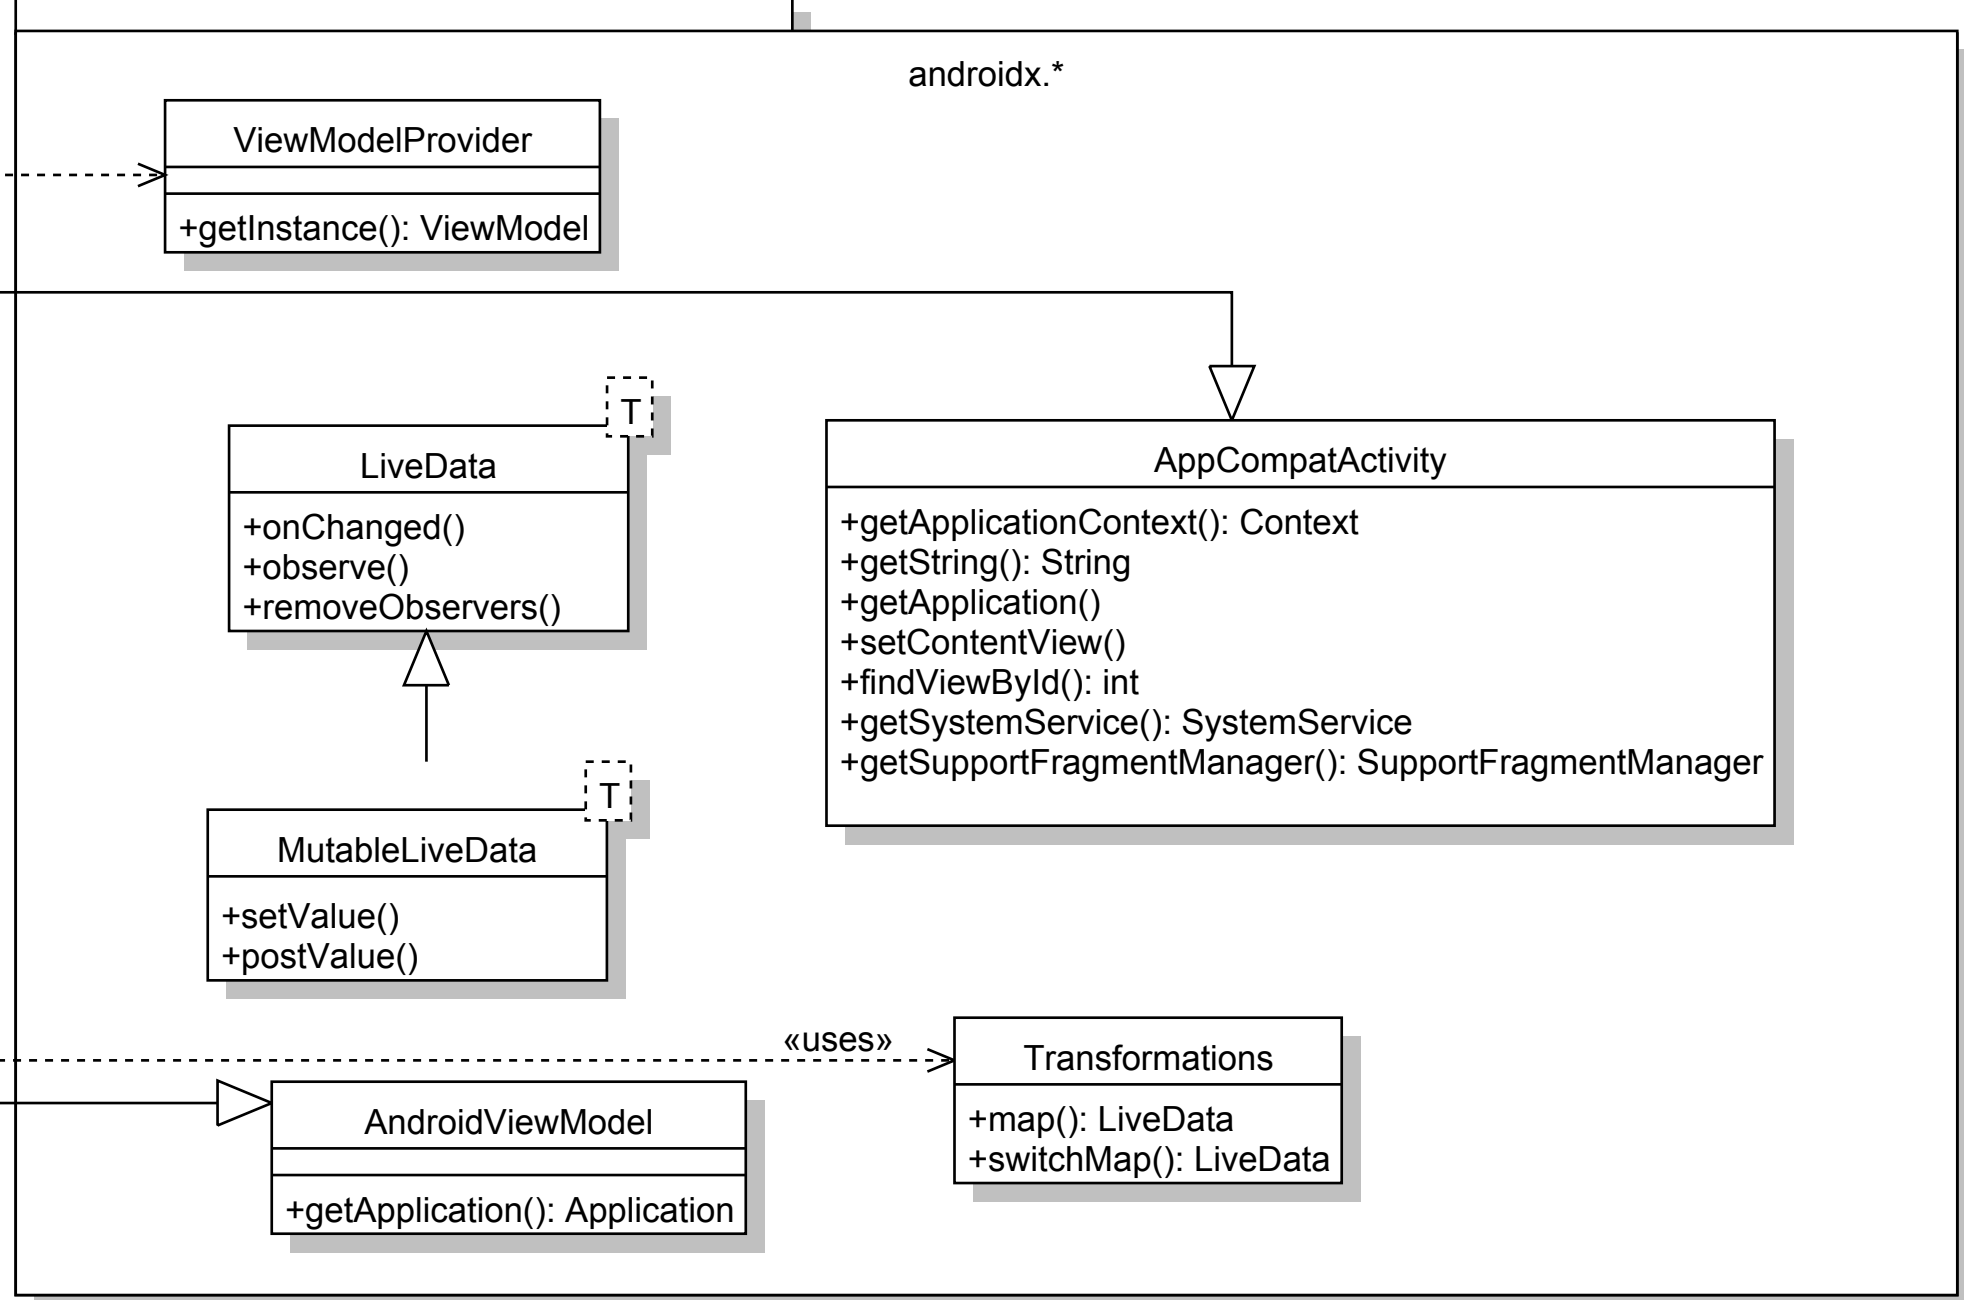 androidx.*
ViewModelProvider
+getInstance(): ViewModel
T
LiveData
+onChanged()
+observe()
+removeObservers()
AppCompatActivity
+getApplicationContext(): Context
+getString(): String
+getApplication()
+setContentView()
+findViewById(): int
+getSystemService(): SystemService
+getSupportFragmentManager(): SupportFragmentManager
T
MutableLiveData
+setValue()
+postValue()
«uses»
Transformations
+map(): LiveData
+switchMap(): LiveData
AndroidViewModel
+getApplication(): Application